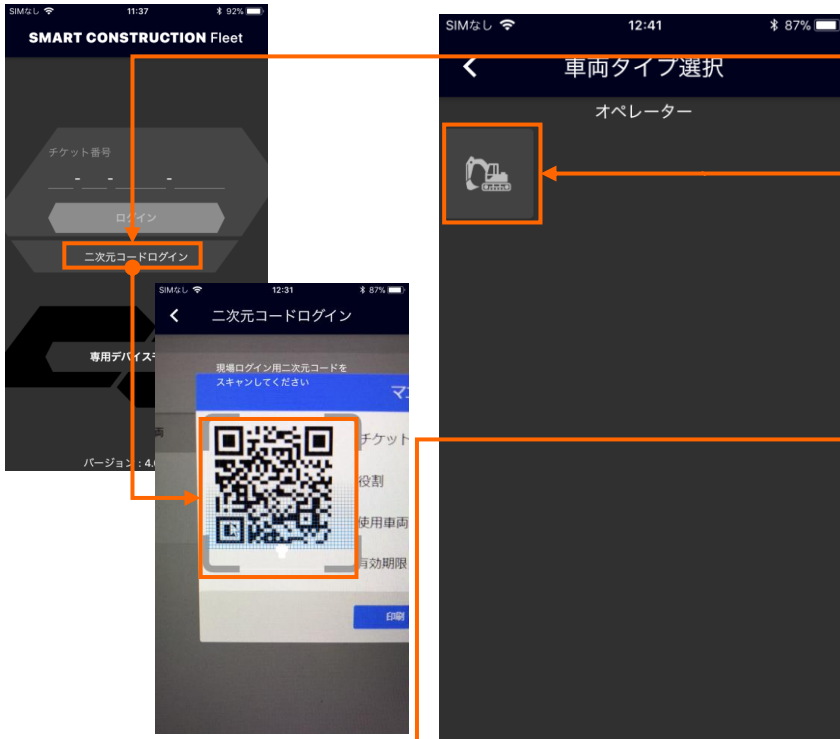 SIMなし 11:37 92%
SMART CONSTRUCTION Fleet
チケット番号
- - - -
ログイン
二次元コードログイン
専用デバイスモ
バージョン : 4.
SIMなし 12:31 87%
二次元コードログイン
現場ログイン用二次元コードを
スキャンしてください
チケット
役割
使用車両
有効期限
印刷
SIMなし 12:41 87%
車両タイプ選択
オペレーター